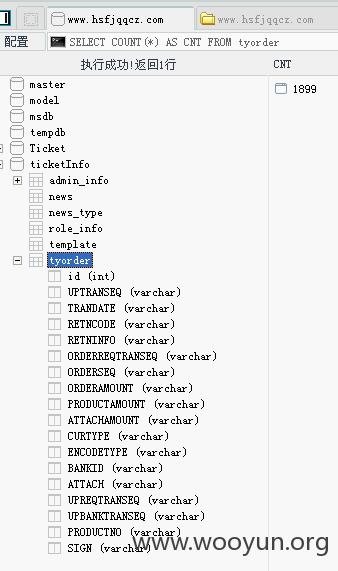 www.hsfjqqcz.com
www.hsfjqqcz.com
配置
SELECT COUNT(*) AS CNT FROM tyorder
执行成功!返回1行
CNT
1899
master
model
msdb
tempdb
Ticket
ticketInfo
admin_info
news
news_type
role_info
template
tyorder
id (int)
UPTRANSEQ (varchar)
TRANDATE (varchar)
RETNCODE (varchar)
RETNINFO (varchar)
ORDERREQTRANSEQ (varchar)
ORDERSEQ (varchar)
ORDERAMOUNT (varchar)
PRODUCTAMOUNT (varchar)
ATTACHAMOUNT (varchar)
CURTYPE (varchar)
ENCODETYPE (varchar)
BANKID (varchar)
ATTACH (varchar)
UPREQTRANSEQ (varchar)
UPBANKTRANSEQ (varchar)
PRODUCTNO (varchar)
SIGN (varchar)
www.wooyun.org